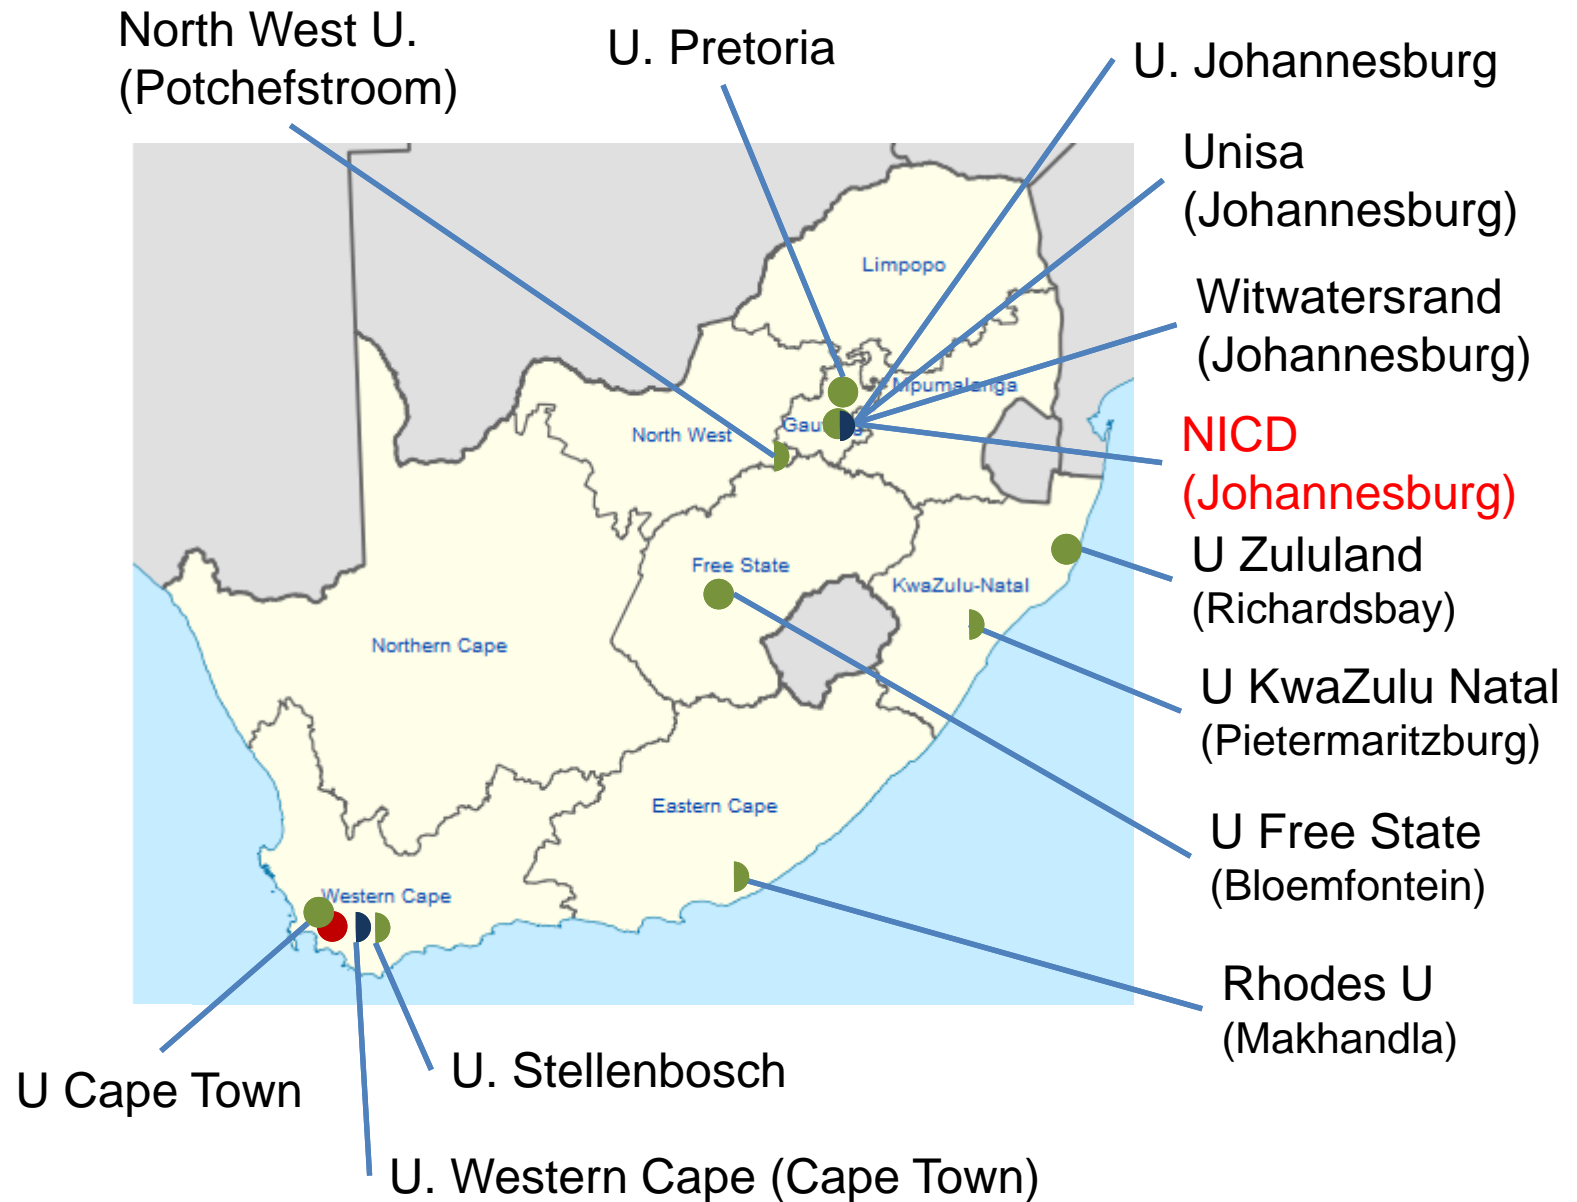 North West U.
(Potchefstroom)
U. Pretoria
U. Johannesburg
Unisa
(Johannesburg)
Witwatersrand
(Johannesburg)
NICD
(Johannesburg)
U Zululand
(Richardsbay)
U KwaZulu Natal
(Pietermaritzburg)
U Free State
(Bloemfontein)
Rhodes U
(Makhandla)
Limpopo
Mpumalanga
North West
Free State
KwaZulu-Natal
Northern Cape
Eastern Cape
Western Cape
U Cape Town
U. Stellenbosch
U. Western Cape (Cape Town)